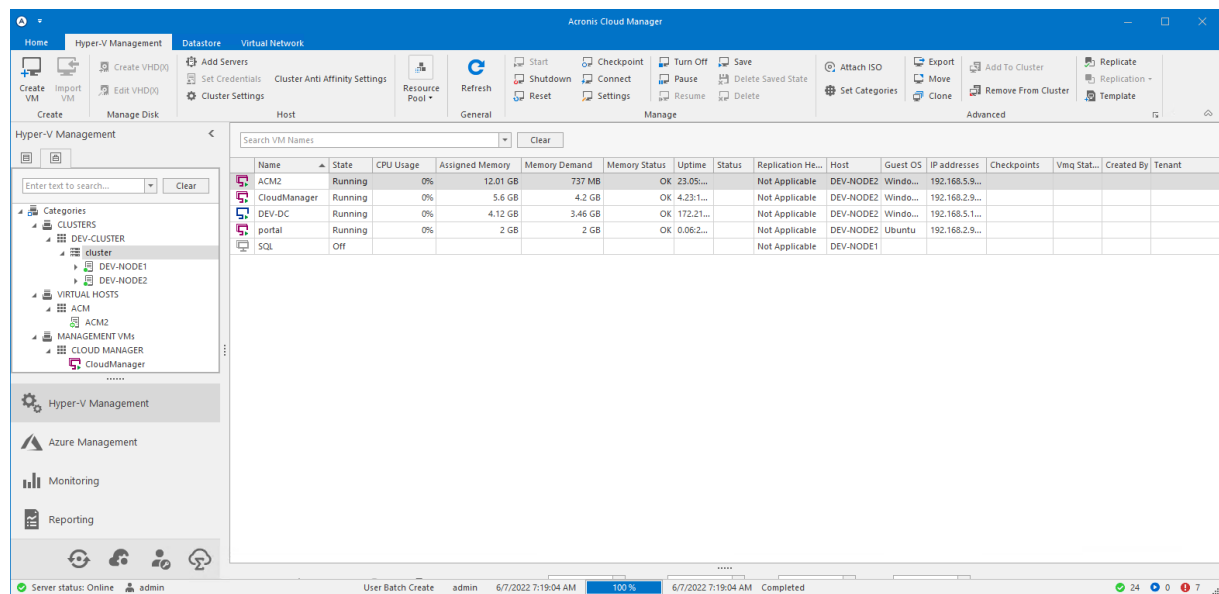 Acronis Cloud Manager
Home Hyper-V Management Datastore Virtual Network
Create VM
Import VM
Create VHD(X)
Edit VHD(X)
Add Servers
Set Credentials Cluster Anti Affinity Settings
Cluster Settings
Resource Pool
Refresh
Start Checkpoint Turn Off Save
Shutdown Connect Pause Delete Saved State
Reset Settings Resume Delete
Attach ISO
Set Categories
Export
Move
Clone
Add To Cluster
Remove From Cluster
Replicate
Replication
Template
Create Manage Disk Host General Manage Advanced
Hyper-V Management
Enter text to search... Clear
Categories
CLUSTERS
DEV-CLUSTER
cluster
DEV-NODE1
DEV-NODE2
VIRTUAL HOSTS
ACM
ACM2
MANAGEMENT VMs
CLOUD MANAGER
CloudManager
Hyper-V Management
Azure Management
Monitoring
Reporting
Search VM Names Clear
Name State CPU Usage Assigned Memory Memory Demand Memory Status Uptime Status Replication He... Host Guest OS IP addresses Checkpoints Vmq Stat... Created By Tenant
ACM2 Running 0% 12.01 GB 737 MB OK 23.05:... Not Applicable DEV-NODE2 Windo... 192.168.5.9...
CloudManager Running 0% 5.6 GB 4.2 GB OK 4.23:1... Not Applicable DEV-NODE2 Windo... 192.168.2.9...
DEV-DC Running 0% 4.12 GB 3.46 GB OK 172.21... Not Applicable DEV-NODE2 Windo... 192.168.5.1...
portal Running 0% 2 GB 2 GB OK 0.06:2... Not Applicable DEV-NODE2 Ubuntu 192.168.2.9...
SQL Off Not Applicable DEV-NODE1
Server status: Online admin User Batch Create admin 6/7/2022 7:19:04 AM 100 % 6/7/2022 7:19:04 AM Completed 24 0 7